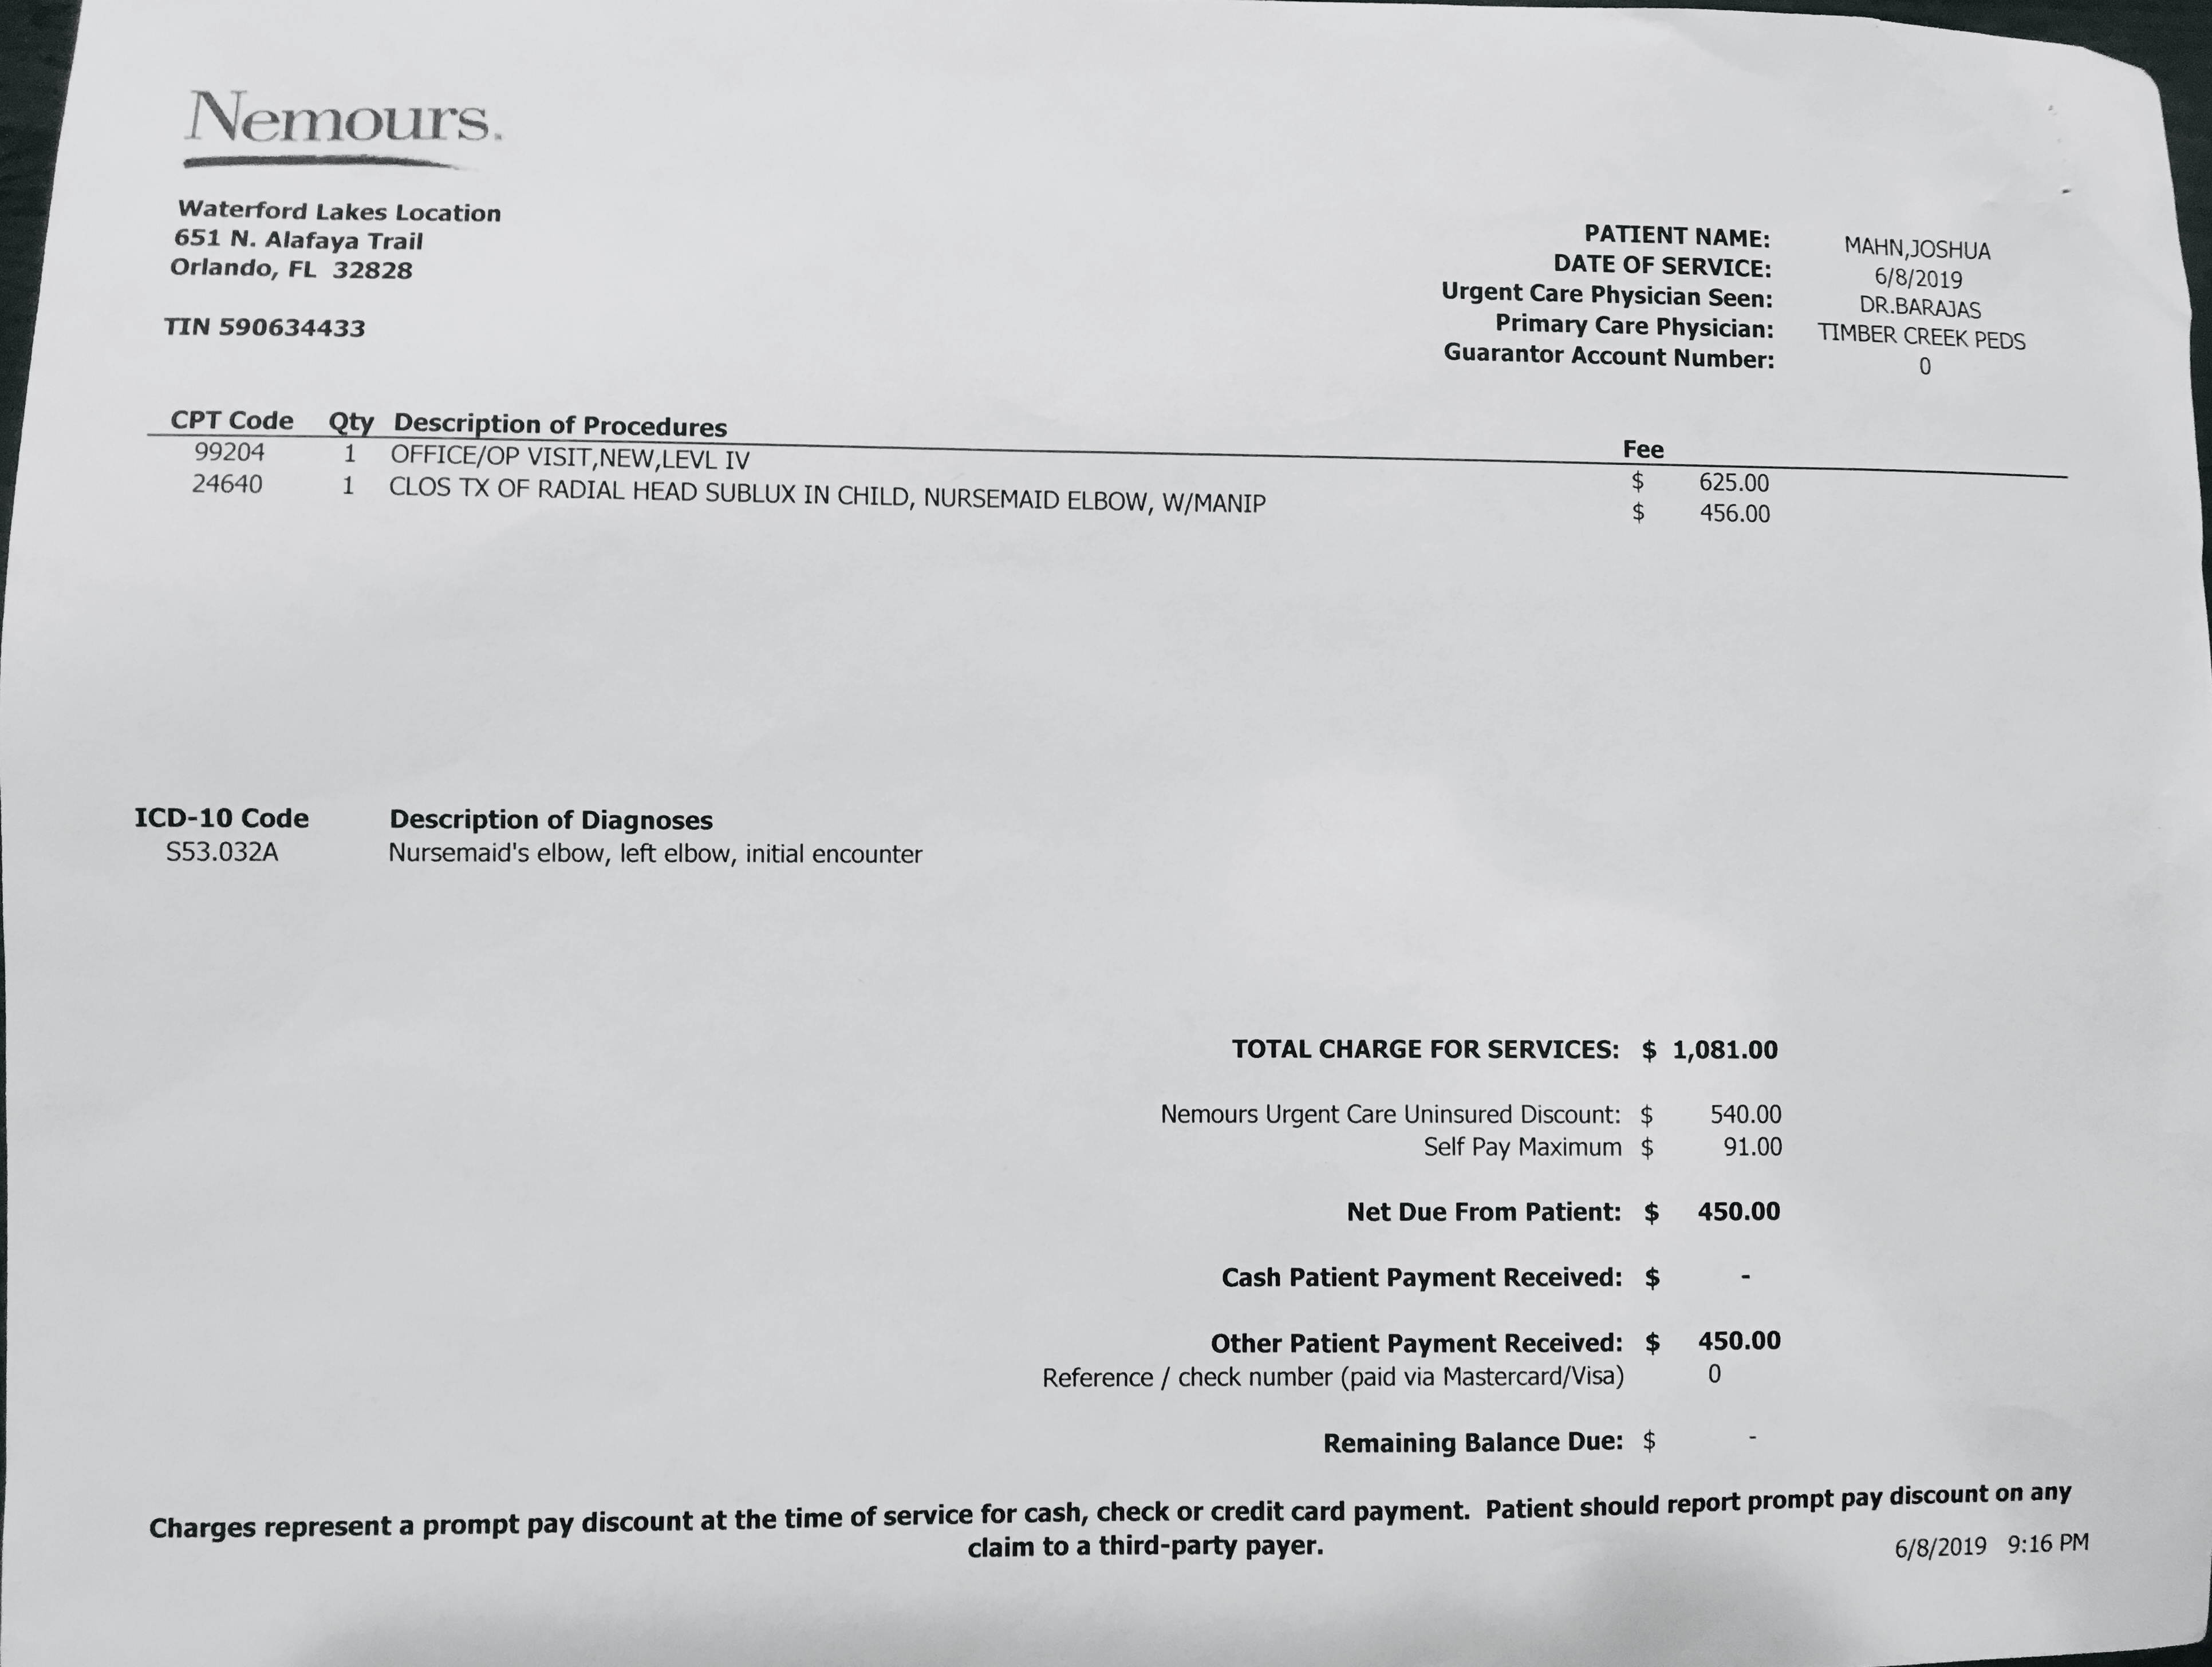 Nemours.
Waterford Lakes Location
651 N. Alafaya Trail
Orlando, FL 32828
TIN 590634433
PATIENT NAME: MAHN,JOSHUA
DATE OF SERVICE: 6/8/2019
Urgent Care Physician Seen: DR.BARAJAS
Primary Care Physician: TIMBER CREEK PEDS
Guarantor Account Number: 0
CPT Code Qty Description of Procedures Fee
99204 1 OFFICE/OP VISIT,NEW,LEVL IV $ 625.00
24640 1 CLOS TX OF RADIAL HEAD SUBLUX IN CHILD, NURSEMAID ELBOW, W/MANIP $ 456.00
ICD-10 Code Description of Diagnoses
S53.032A Nursemaid's elbow, left elbow, initial encounter
TOTAL CHARGE FOR SERVICES: $ 1,081.00
Nemours Urgent Care Uninsured Discount: $ 540.00
Self Pay Maximum $ 91.00
Net Due From Patient: $ 450.00
Cash Patient Payment Received: $ -
Other Patient Payment Received: $ 450.00
Reference / check number (paid via Mastercard/Visa) 0
Remaining Balance Due: $ -
Charges represent a prompt pay discount at the time of service for cash, check or credit card payment. Patient should report prompt pay discount on any
claim to a third-party payer.
6/8/2019 9:16 PM